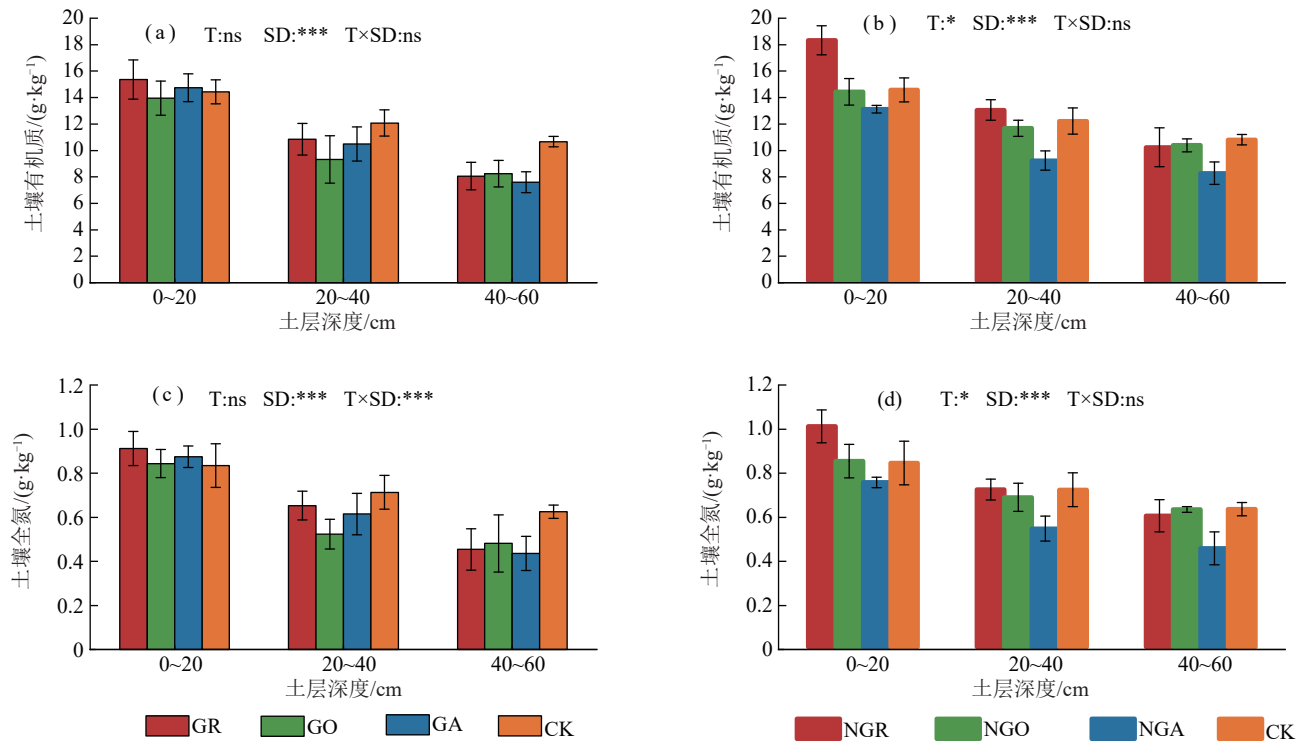 (a) T:ns SD:*** T×SD:ns
土壤有机质/(g·kg⁻¹)
20
18
16
14
12
10
8
6
4
2
0
0~20 20~40 40~60
土层深度/cm
(b) T:* SD:*** T×SD:ns
土壤有机质/(g·kg⁻¹)
20
18
16
14
12
10
8
6
4
2
0
0~20 20~40 40~60
土层深度/cm
(c) T:ns SD:*** T×SD:***
土壤全氮/(g·kg⁻¹)
1.2
1.0
0.8
0.6
0.4
0.2
0
0~20 20~40 40~60
土层深度/cm
(d) T:* SD:*** T×SD:ns
土壤全氮/(g·kg⁻¹)
1.2
1.0
0.8
0.6
0.4
0.2
0
0~20 20~40 40~60
土层深度/cm
GR GO GA CK
NGR NGO NGA CK